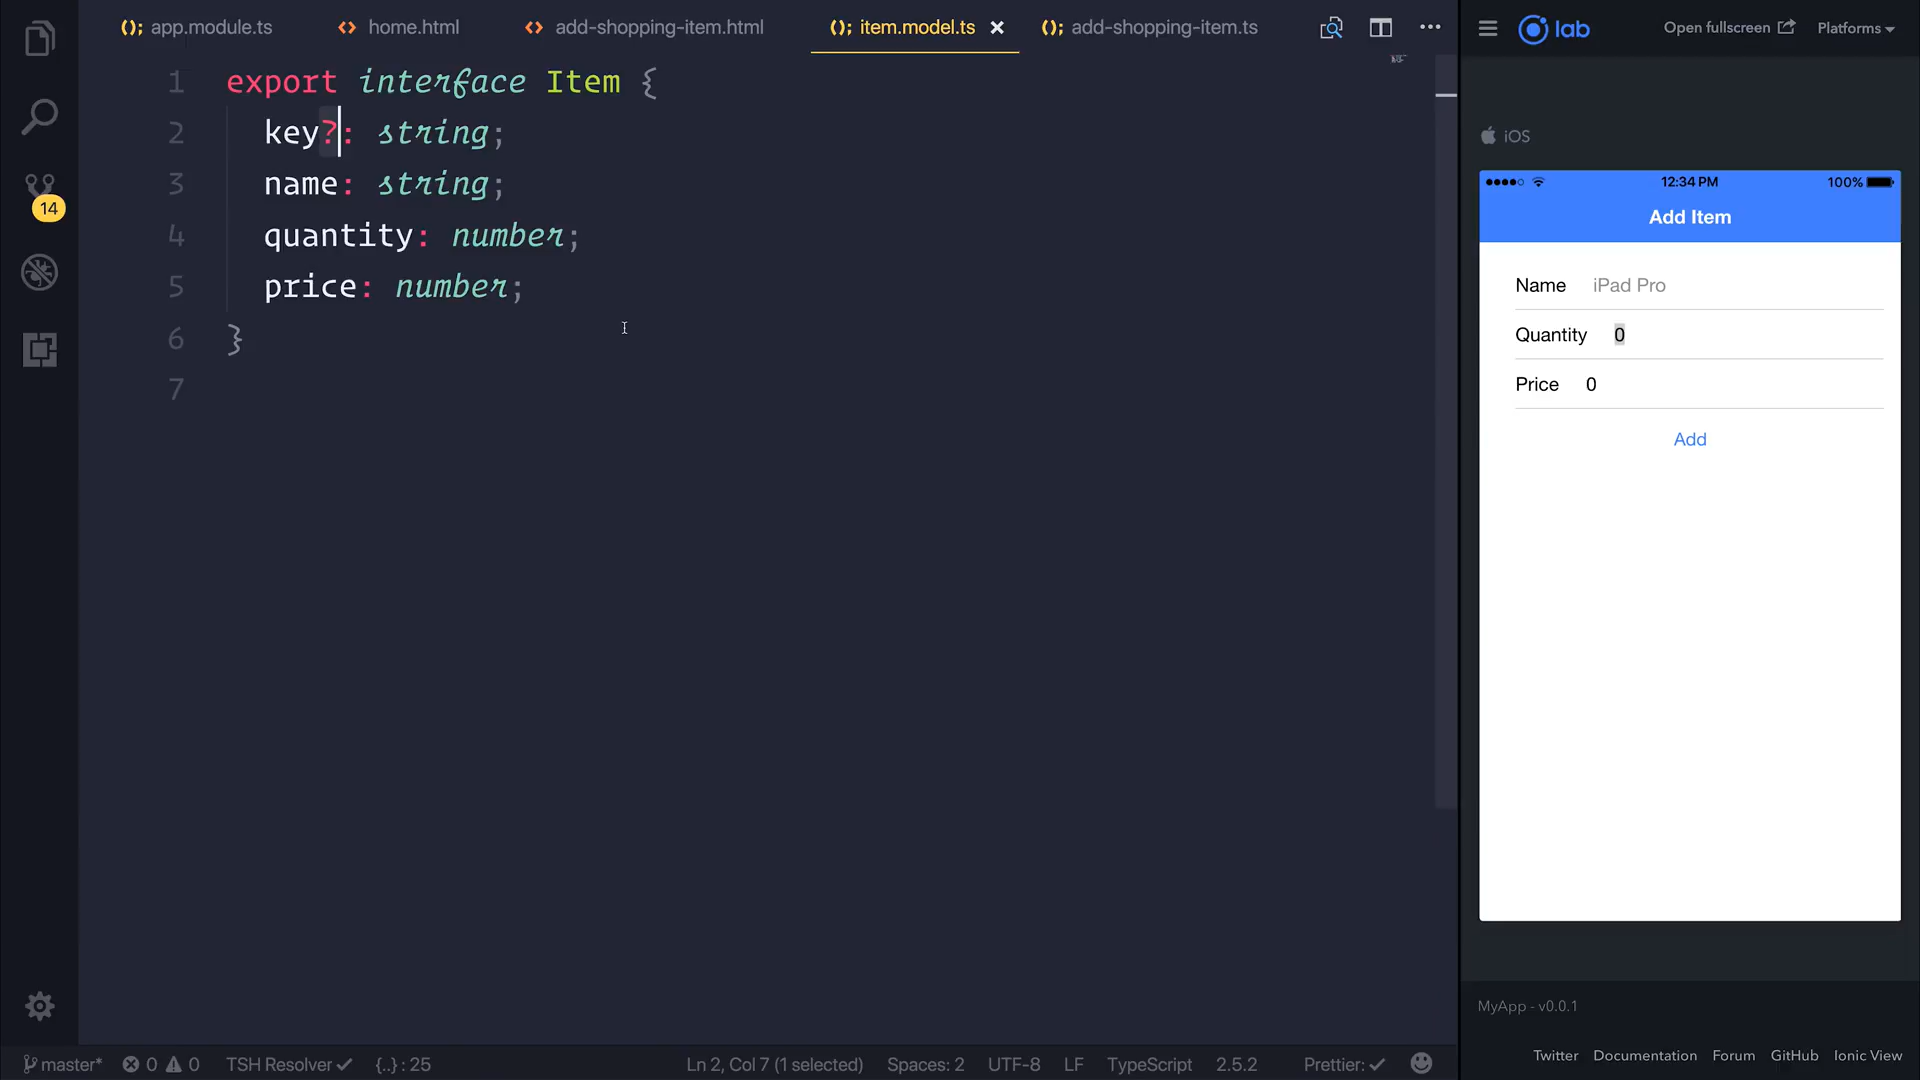 app.module.ts
home.html
add-shopping-item.html
item.model.ts
add-shopping-item.ts
1 export interface Item {
2 key?: string;
3 name: string;
4 quantity: number;
5 price: number;
6 }
7
14
master*
0 0
TSH Resolver
{..} : 25
Ln 2, Col 7 (1 selected)
Spaces: 2
UTF-8
LF
TypeScript
2.5.2
Prettier:
lab
Open fullscreen
Platforms
iOS
12:34 PM
100%
Add Item
Name iPad Pro
Quantity 0
Price 0
Add
MyApp - v0.0.1
Twitter Documentation Forum GitHub Ionic View